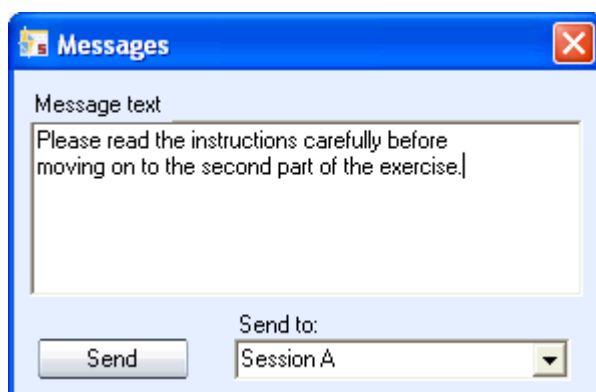 Messages
Message text
Please read the instructions carefully before
moving on to the second part of the exercise.
Send to:
Send
Session A